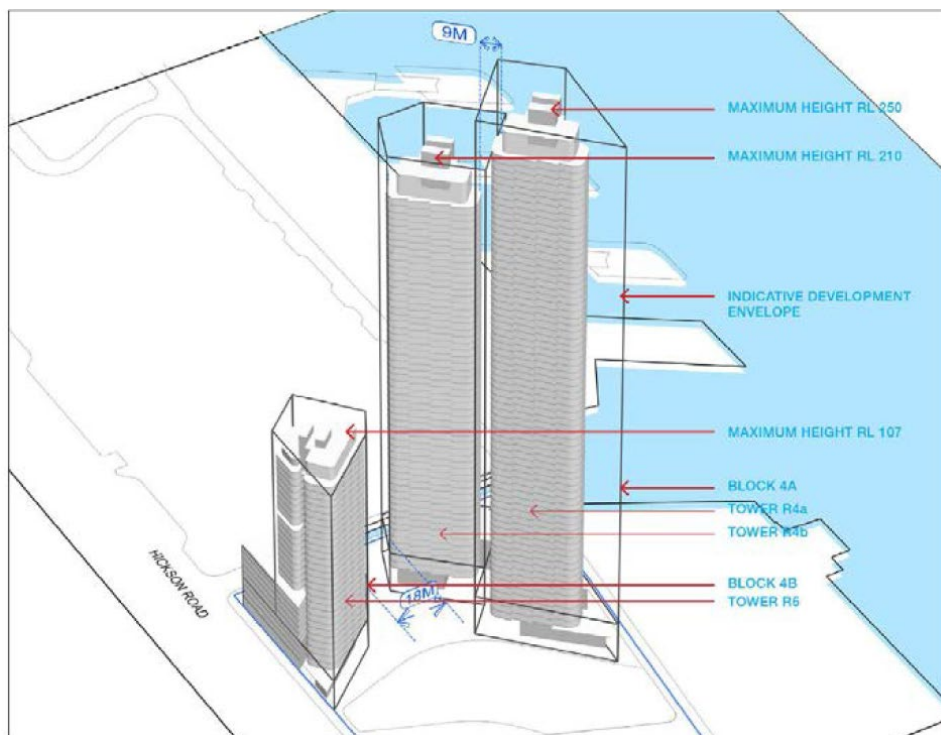 9M
MAXIMUM HEIGHT RL 250
MAXIMUM HEIGHT RL 210
INDICATIVE DEVELOPMENT
ENVELOPE
MAXIMUM HEIGHT RL 107
BLOCK 4A
TOWER R4a
TOWER R4b
HICKSON ROAD
BLOCK 4B
18M
TOWER R5